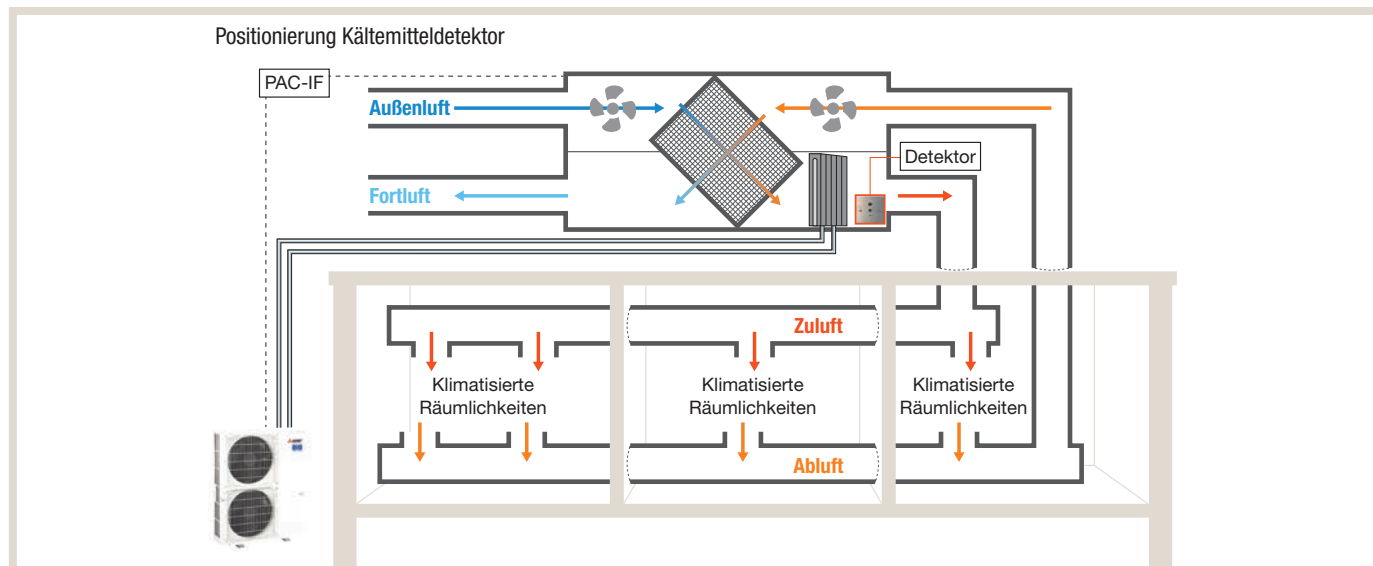 Positionierung Kältemitteldetektor
PAC-IF
Außenluft
Detektor
Fortluft
Zuluft
Klimatisierte
Räumlichkeiten
Klimatisierte
Räumlichkeiten
Klimatisierte
Räumlichkeiten
Abluft